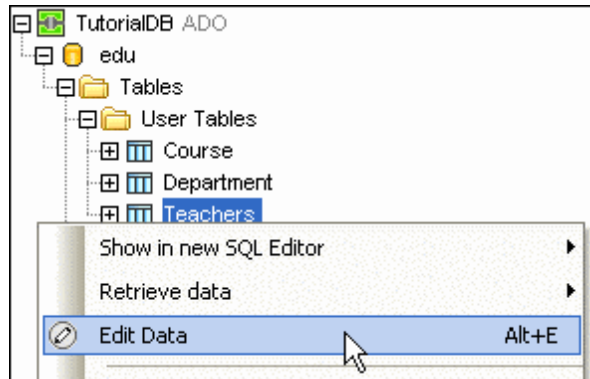 TutorialDB ADO
edu
Tables
User Tables
Course
Department
Teachers
Show in new SQL Editor
Retrieve data
Edit Data Alt+E